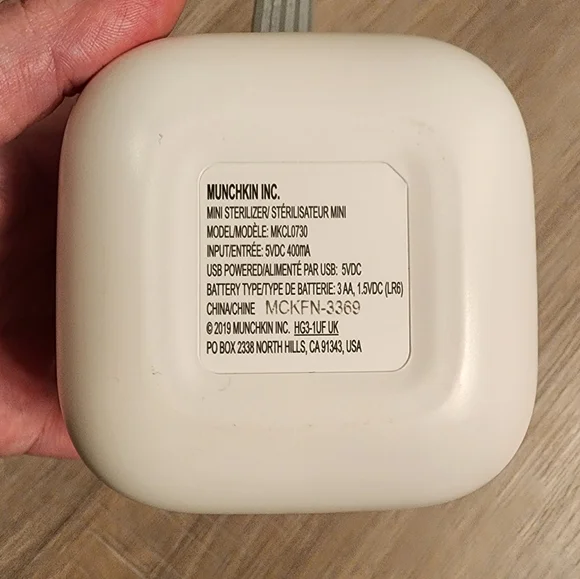 MUNCHKIN INC.
MINI STERILIZER/ STÉRILISATEUR MINI
MODEL/MODÈLE: MKCL0730
INPUT/ENTRÉE: 5VDC 400mA
USB POWERED/ALIMENTÉ PAR USB: 5VDC
BATTERY TYPE/TYPE DE BATTERIE: 3 AA, 1.5VDC (LR6)
CHINA/CHINE MCKFN-3369
© 2019 MUNCHKIN INC. HG3-1UF UK
PO BOX 2338 NORTH HILLS, CA 91343, USA